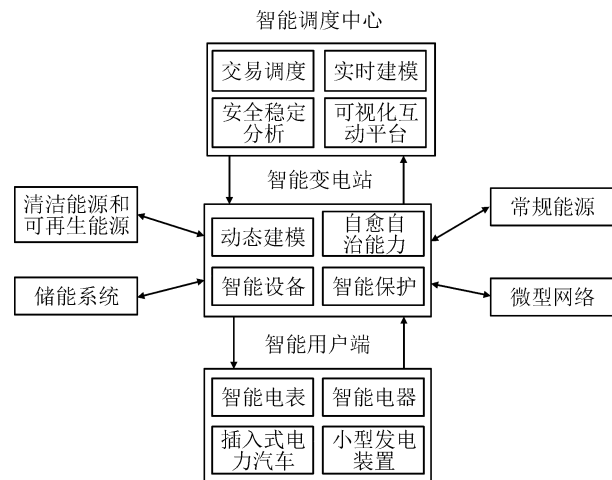 智能调度中心
交易调度
实时建模
安全稳定
分析
可视化互
动平台
智能变电站
清洁能源和
可再生能源
动态建模
自愈自
治能力
常规能源
储能系统
智能设备
智能保护
微型网络
智能用户端
智能电表
智能电器
插入式电
力汽车
小型发电
装置